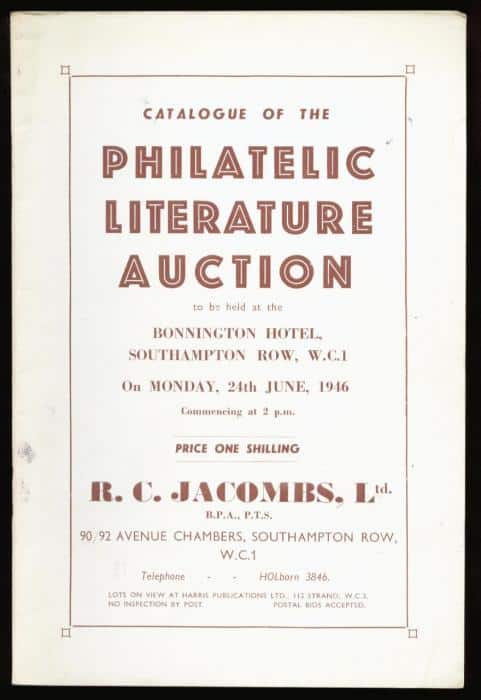 CATALOGUE OF THE
PHILATELIC
LITERATURE
AUCTION
to be held at the
BONNINGTON HOTEL,
SOUTHAMPTON ROW, W.C.1
On MONDAY, 24th JUNE, 1946
Commencing at 2 p.m.
PRICE ONE SHILLING
R. C. JACOMBS, Ltd.
B.P.A., P.T.S.
90/92 AVENUE CHAMBERS, SOUTHAMPTON ROW,
W.C.1
Telephone - - HOLborn 3846.
LOTS ON VIEW AT HARRIS PUBLICATIONS LTD., 112 STRAND, W.C.2.
NO INSPECTION BY POST. POSTAL BIDS ACCEPTED.